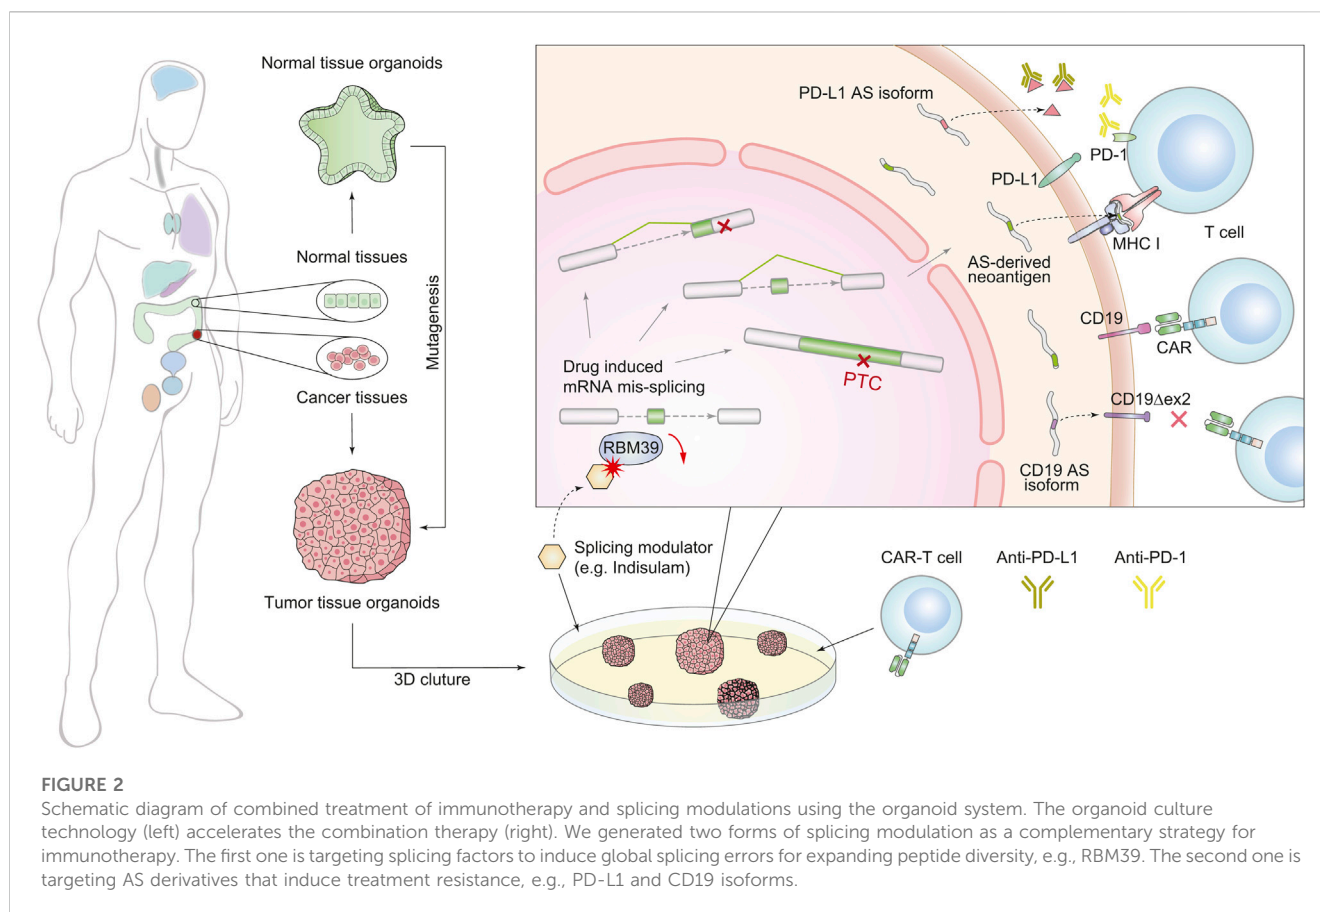 Normal tissue organoids
Normal tissues
Cancer tissues
Mutagenesis
Tumor tissue organoids
3D cluture
PD-L1 AS isoform
PD-1
PD-L1
MHC I
T cell
AS-derived
neoantigen
CD19
CAR
Drug induced
mRNA mis-splicing
PTC
RBM39
CD19Δex2
CD19 AS
isoform
Splicing modulator
(e.g. Indisulam)
CAR-T cell
Anti-PD-L1
Anti-PD-1
FIGURE 2
Schematic diagram of combined treatment of immunotherapy and splicing modulations using the organoid system. The organoid culture
technology (left) accelerates the combination therapy (right). We generated two forms of splicing modulation as a complementary strategy for
immunotherapy. The first one is targeting splicing factors to induce global splicing errors for expanding peptide diversity, e.g., RBM39. The second one is
targeting AS derivatives that induce treatment resistance, e.g., PD-L1 and CD19 isoforms.